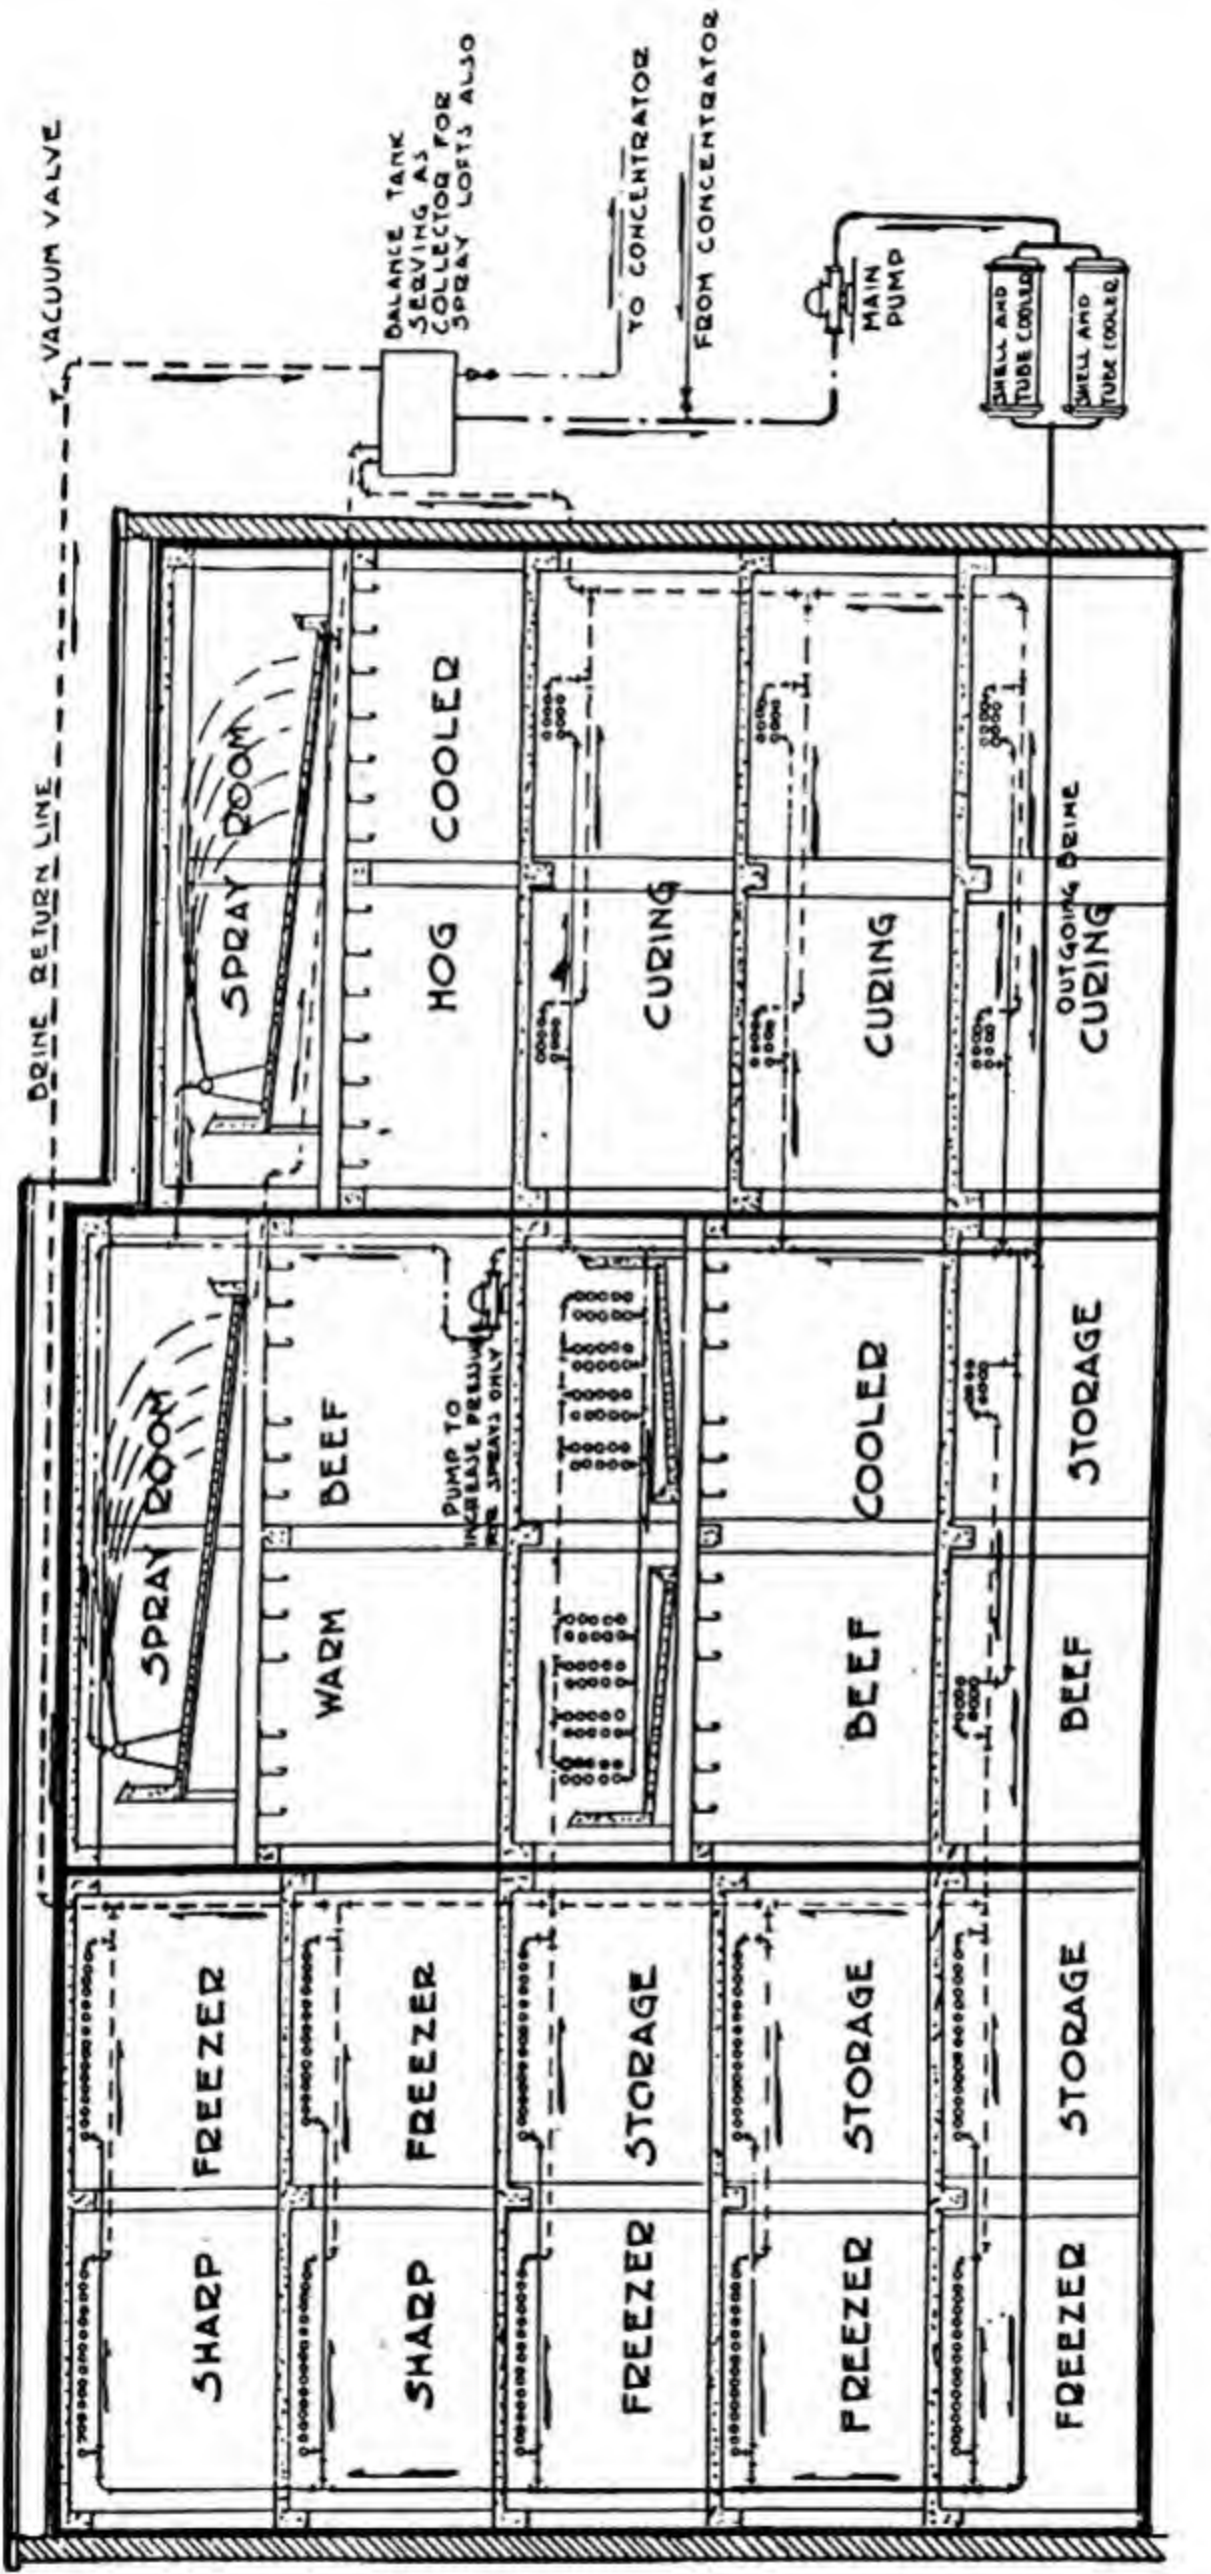 BRINE RETURN LINE
VACUUM VALVE
SHARP FREEZER
SPRAY ROOM
SPRAY ROOM
SHARP FREEZER
WARM BEEF
HOG COOLER
BALANCE TANK
SERVING AS
COLLECTOR FOR
SPRAY LOFTS ALSO
PUMP TO
INCREASE PRESSURE
FOR SPRAYS ONLY
FREEZER STORAGE
CURING
TO CONCENTRATOR
FROM CONCENTRATOR
FREEZER STORAGE
BEEF COOLER
CURING
MAIN
PUMP
SHELL AND
TUBE COOLER
SHELL AND
TUBE COOLER
FREEZER STORAGE
BEEF STORAGE
OUTGOING BRINE
CURING